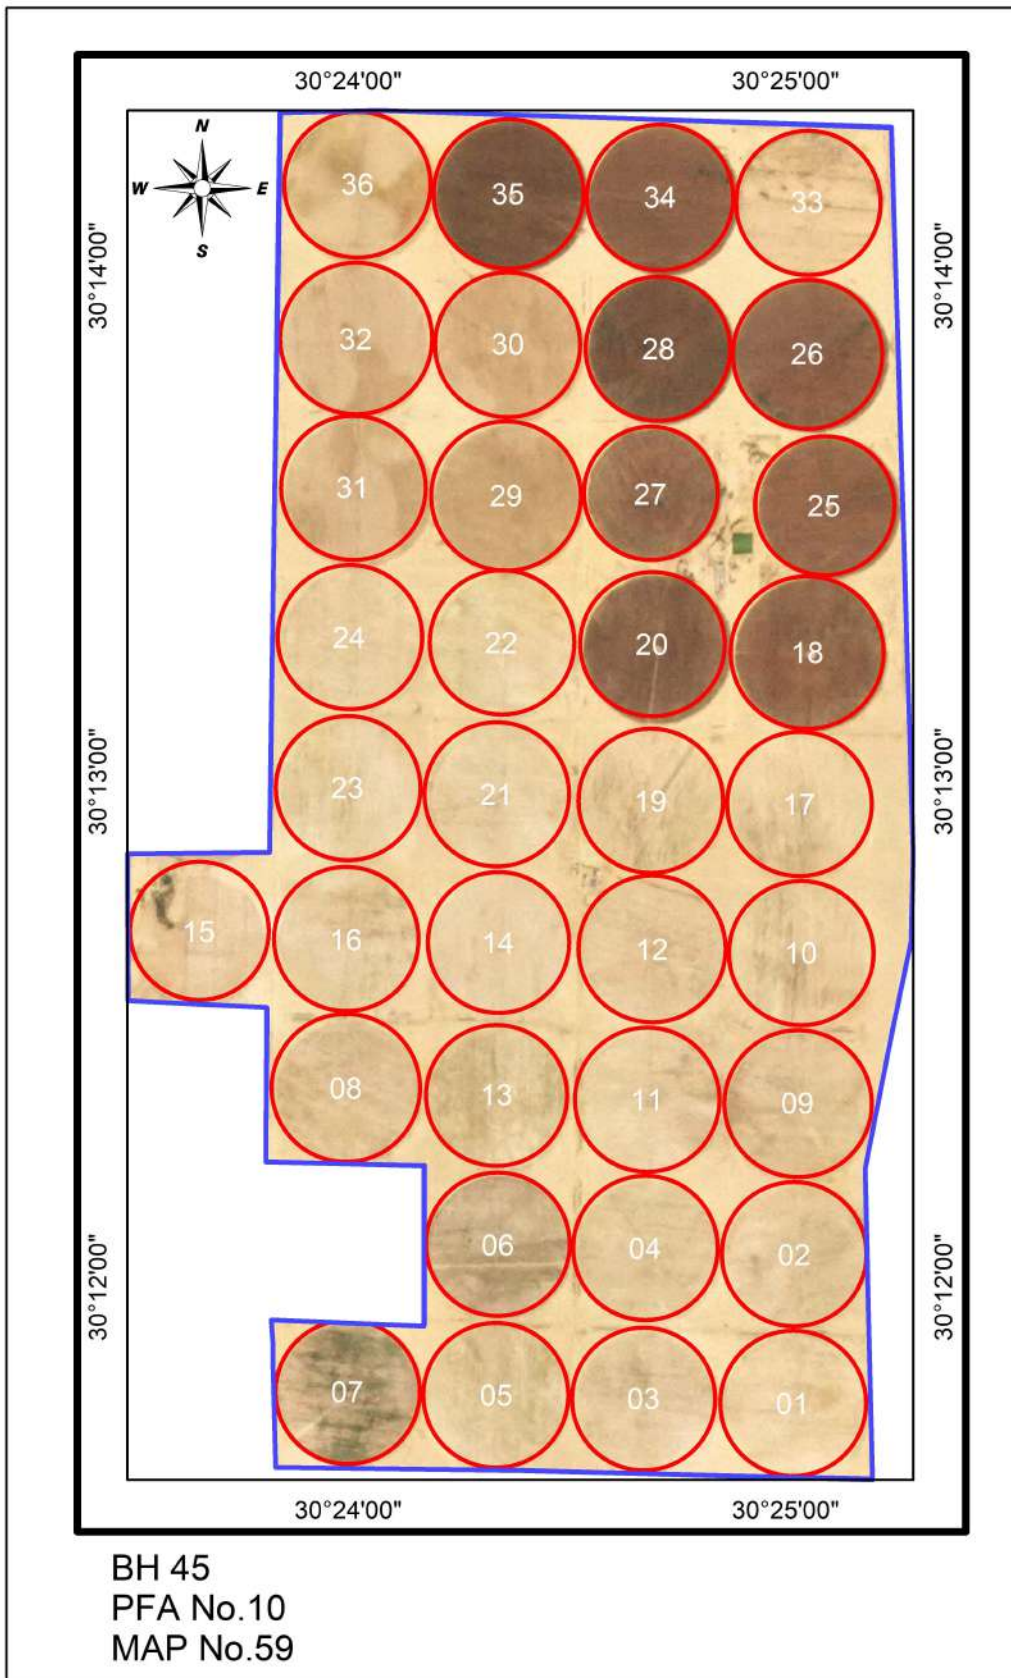 30°24'00" 30°25'00"
N
W E
S
36 35 34 33
30°14'00" 30°14'00"
32 30 28 26
31 29 27 25
24 22 20 18
30°13'00" 30°13'00"
23 21 19 17
15 16 14 12 10
08 13 11 09
30°12'00" 30°12'00"
06 04 02
07 05 03 01
30°24'00" 30°25'00"
BH 45
PFA No.10
MAP No.59